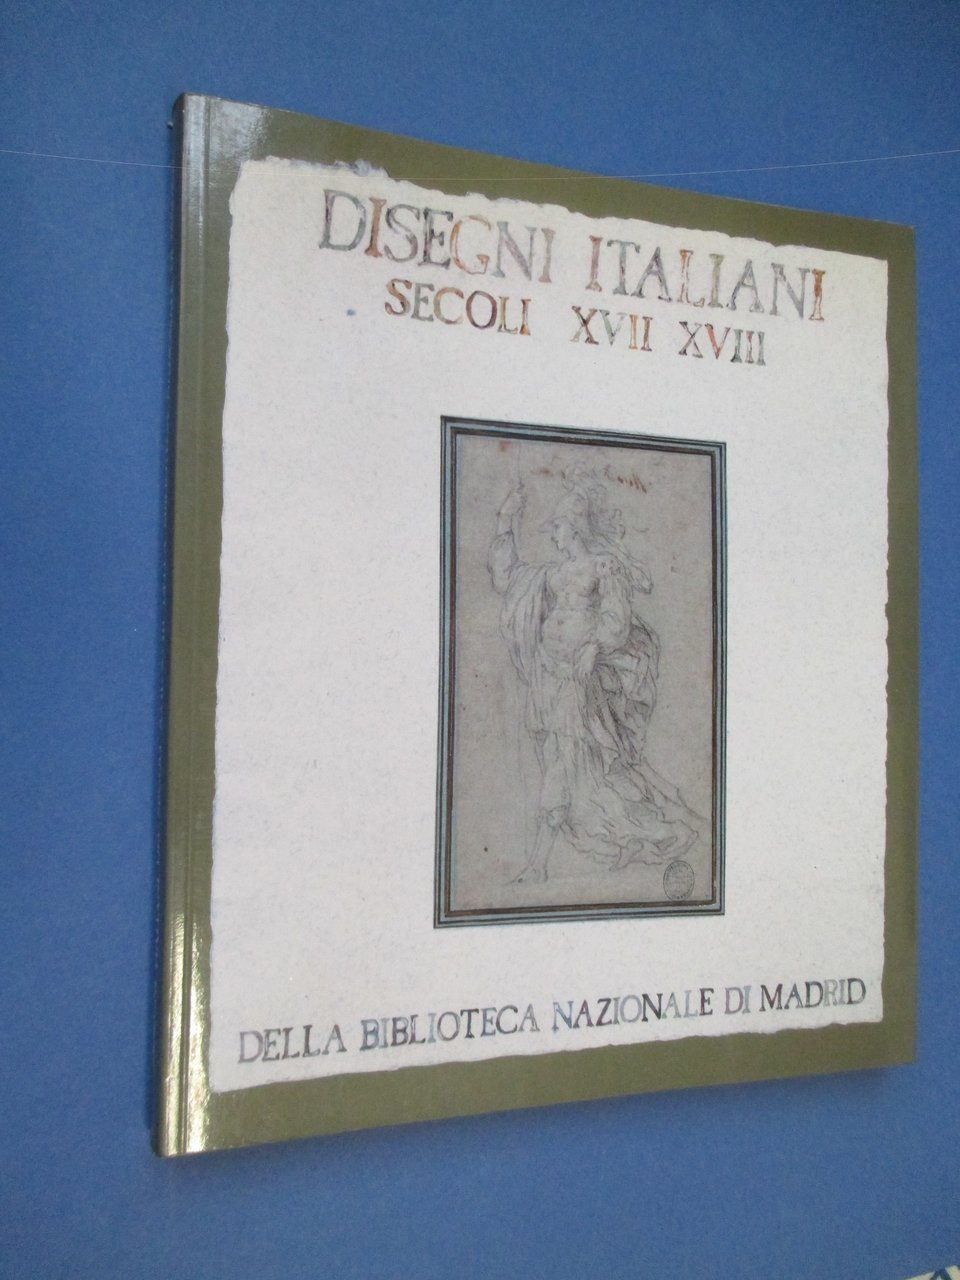 DISEGNI ITALIANI
SECOLI XVII XVIII
DELLA BIBLIOTECA NAZIONALE DI MADRID